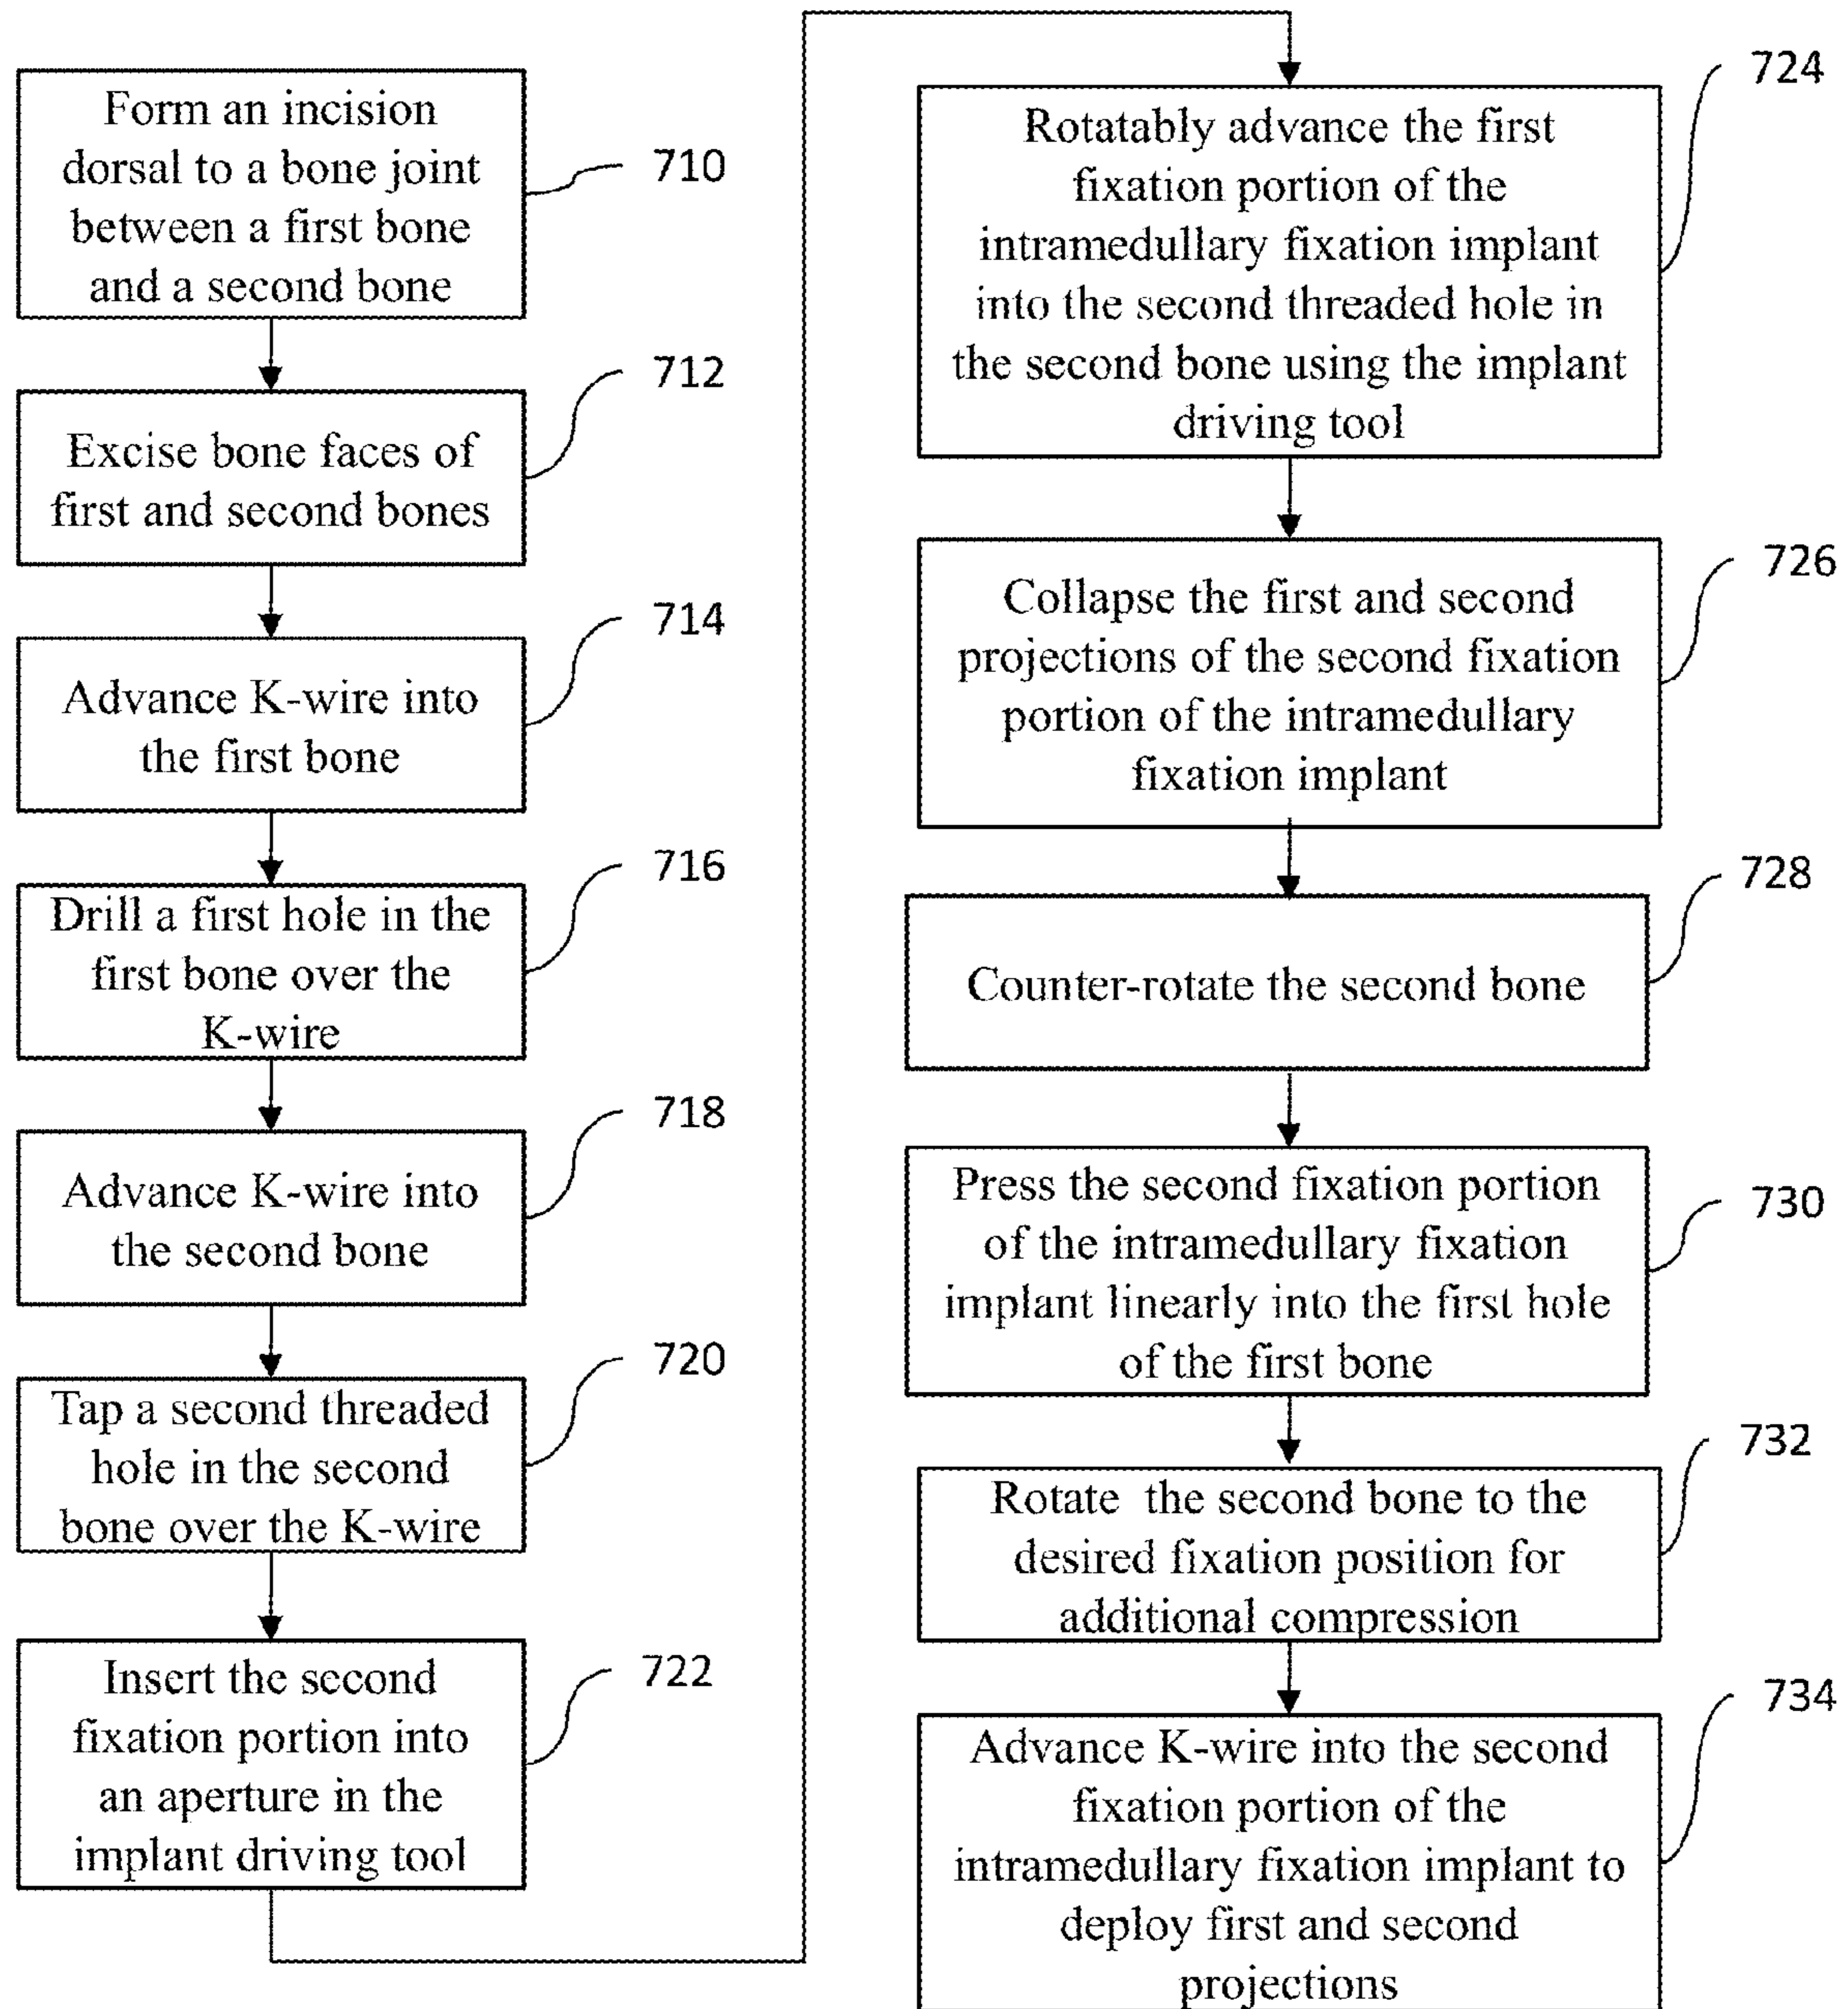 Form an incision
dorsal to a bone joint
between a first bone
and a second bone
710
Excise bone faces of
first and second bones
712
Advance K-wire into
the first bone
714
Drill a first hole in the
first bone over the
K-wire
716
Advance K-wire into
the second bone
718
Tap a second threaded
hole in the second
bone over the K-wire
720
Insert the second
fixation portion into
an aperture in the
implant driving tool
722
Rotatably advance the first
fixation portion of the
intramedullary fixation implant
into the second threaded hole in
the second bone using the implant
driving tool
724
Collapse the first and second
projections of the second fixation
portion of the intramedullary
fixation implant
726
Counter-rotate the second bone
728
Press the second fixation portion
of the intramedullary fixation
implant linearly into the first hole
of the first bone
730
Rotate the second bone to the
desired fixation position for
additional compression
732
Advance K-wire into the second
fixation portion of the
intramedullary fixation implant to
deploy first and second
projections
734